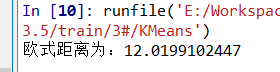 In [10]: runfile('E:/Workspac
3.5/train/3#/KMeans')
欧式距离为：12.0199102447